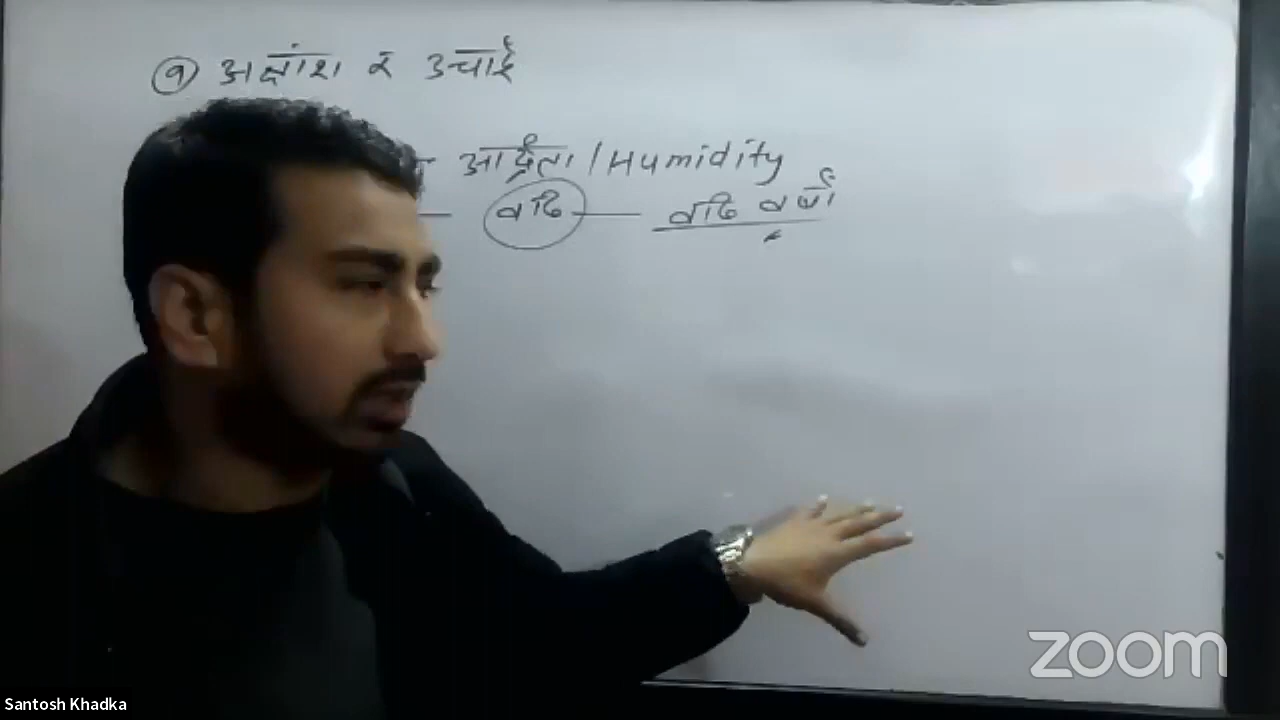 १ अक्षांश र उचाई
आर्द्रता / Humidity
बढि — बढि वर्षा
zoom
Santosh Khadka